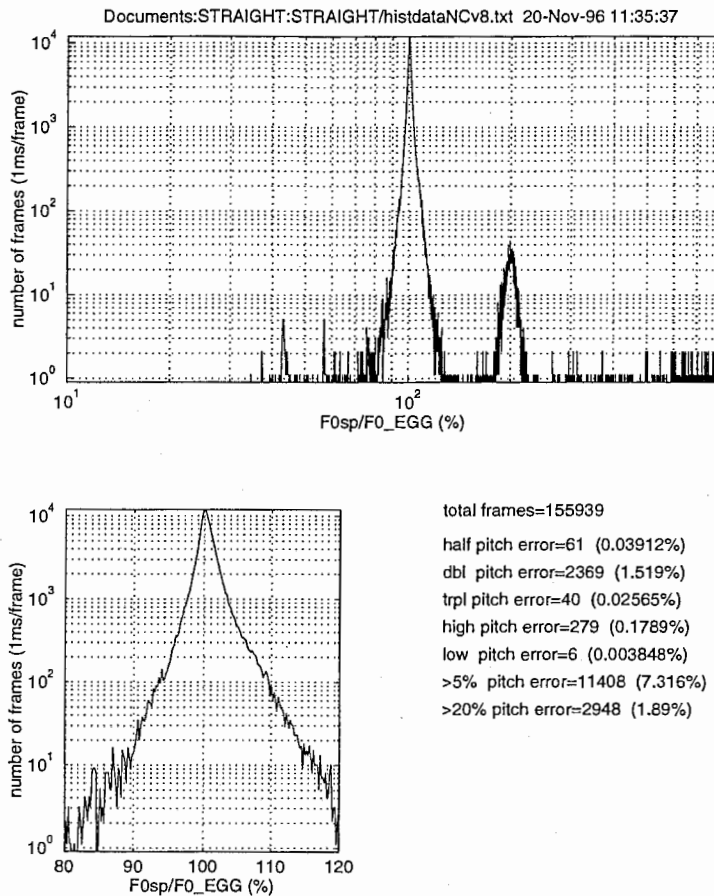 Documents:STRAIGHT:STRAIGHT/histdataNCv8.txt 20-Nov-96 11:35:37
number of frames (1ms/frame)
10^4
10^3
10^2
10^1
10^0
10^1
10^2
F0sp/F0_EGG (%)
number of frames (1ms/frame)
10^4
10^3
10^2
10^1
10^0
80
90
100
110
120
F0sp/F0_EGG (%)
total frames=155939
half pitch error=61 (0.03912%)
dbl pitch error=2369 (1.519%)
trpl pitch error=40 (0.02565%)
high pitch error=279 (0.1789%)
low pitch error=6 (0.003848%)
>5% pitch error=11408 (7.316%)
>20% pitch error=2948 (1.89%)